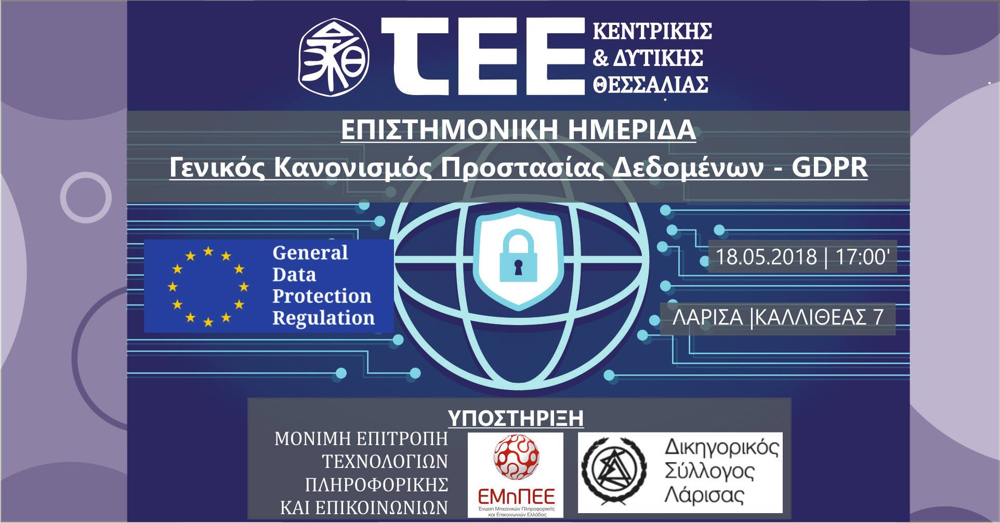 ΤΕΕ
ΚΕΝΤΡΙΚΗΣ
& ΔΥΤΙΚΗΣ
ΘΕΣΣΑΛΙΑΣ
ΕΠΙΣΤΗΜΟΝΙΚΗ ΗΜΕΡΙΔΑ
Γενικός Κανονισμός Προστασίας Δεδομένων - GDPR
General
Data
Protection
Regulation
18.05.2018 | 17:00'
ΛΑΡΙΣΑ |ΚΑΛΛΙΘΕΑΣ 7
ΥΠΟΣΤΗΡΙΞΗ
ΜΟΝΙΜΗ ΕΠΙΤΡΟΠΗ
ΤΕΧΝΟΛΟΓΙΩΝ
ΠΛΗΡΟΦΟΡΙΚΗΣ
ΚΑΙ ΕΠΙΚΟΙΝΩΝΙΩΝ
ΕΜηΠΕΕ
Ένωση Μηχανικών Πληροφορικής
και Επικοινωνιών Ελλάδος
Δικηγορικός
Σύλλογος
Λάρισας